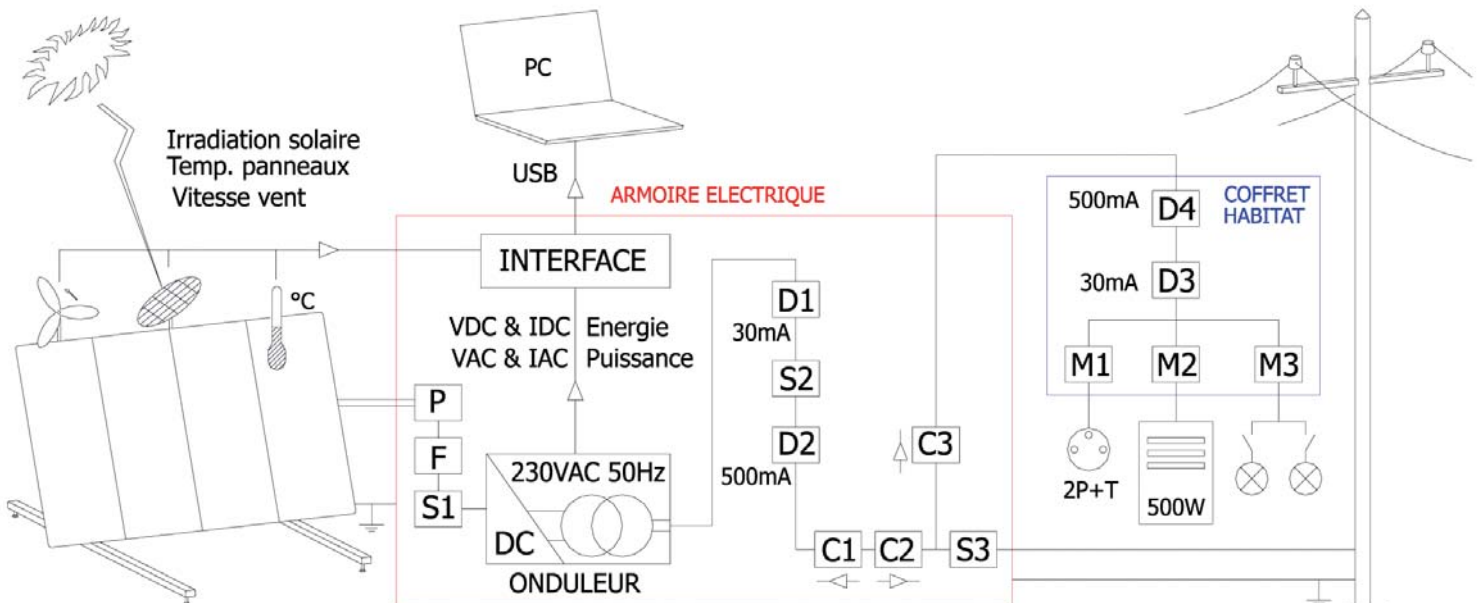 PC
Irradiation solaire
Temp. panneaux
Vitesse vent
USB
ARMOIRE ELECTRIQUE
COFFRET
HABITAT
500mA
D4
INTERFACE
D3
30mA
°C
D1
30mA
VDC & IDC
Energie
VAC & IAC
Puissance
M1
M2
M3
S2
P
D2
500mA
C3
F
230VAC 50Hz
2P+T
500W
S1
DC
C1
C2
S3
ONDULEUR